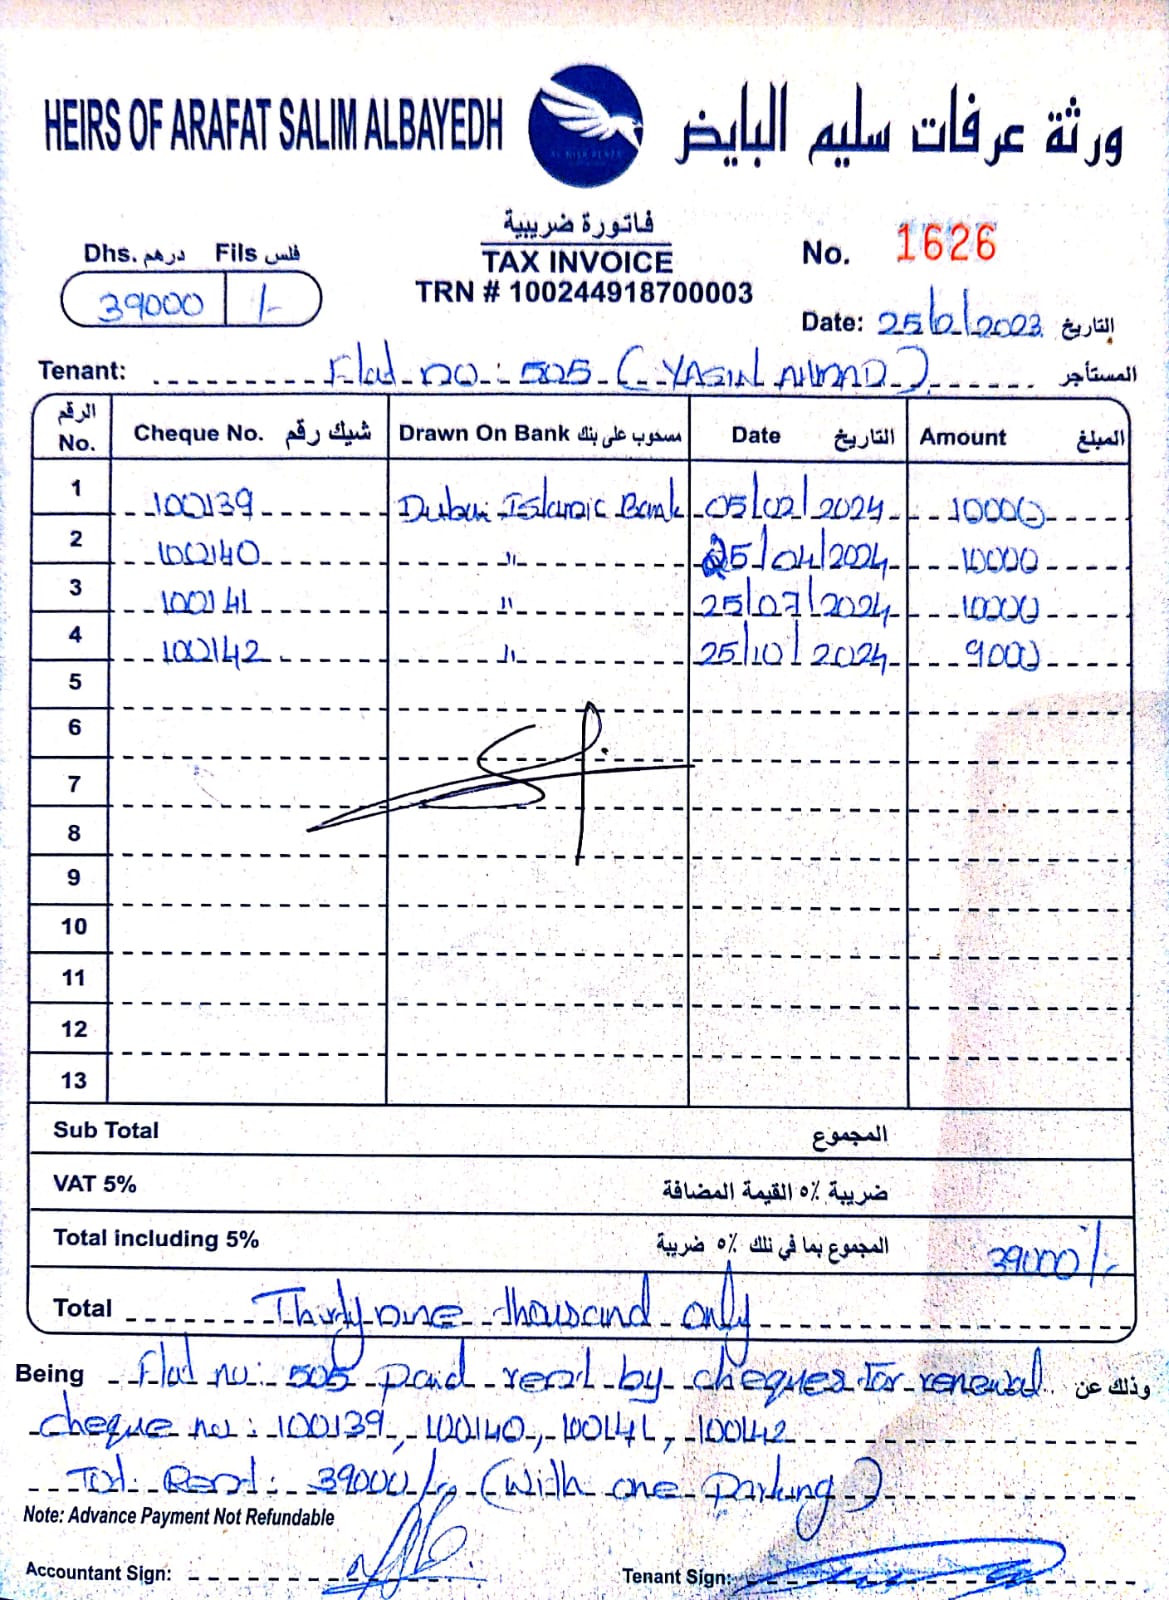 HEIRS OF ARAFAT SALIM ALBAYEDH ورثة عرفات سليم البايض
فاتورة ضريبية
TAX INVOICE
TRN # 100244918700003
Dhs. درهم Fils فلس
39000 /-
No. 1626
Date: 25/2/2023 التاريخ
Tenant: Flat no: 505 (YASIN AHMAD) المستأجر
الرقم No. Cheque No. شيك رقم Drawn On Bank مسحوب على بنك Date التاريخ Amount المبلغ
1 100139 Dubai Islamic Bank 05/02/2024 10000
2 100140 " 25/04/2024 10000
3 100141 " 25/07/2024 10000
4 100142 " 25/10/2024 9000
5
6
7
8
9
10
11
12
13
Sub Total المجموع
VAT 5% ضريبة ٥% القيمة المضافة
Total including 5% المجموع بما في ذلك ٥% ضريبة 39000/-
Total Thirty one thousand only
Being Flat no: 505 paid rent by cheques for renewal وذلك عن
cheque no: 100139, 100140, 100141, 100142
Tot. Rent: 39000/- (With one parking)
Note: Advance Payment Not Refundable
Accountant Sign: Tenant Sign: